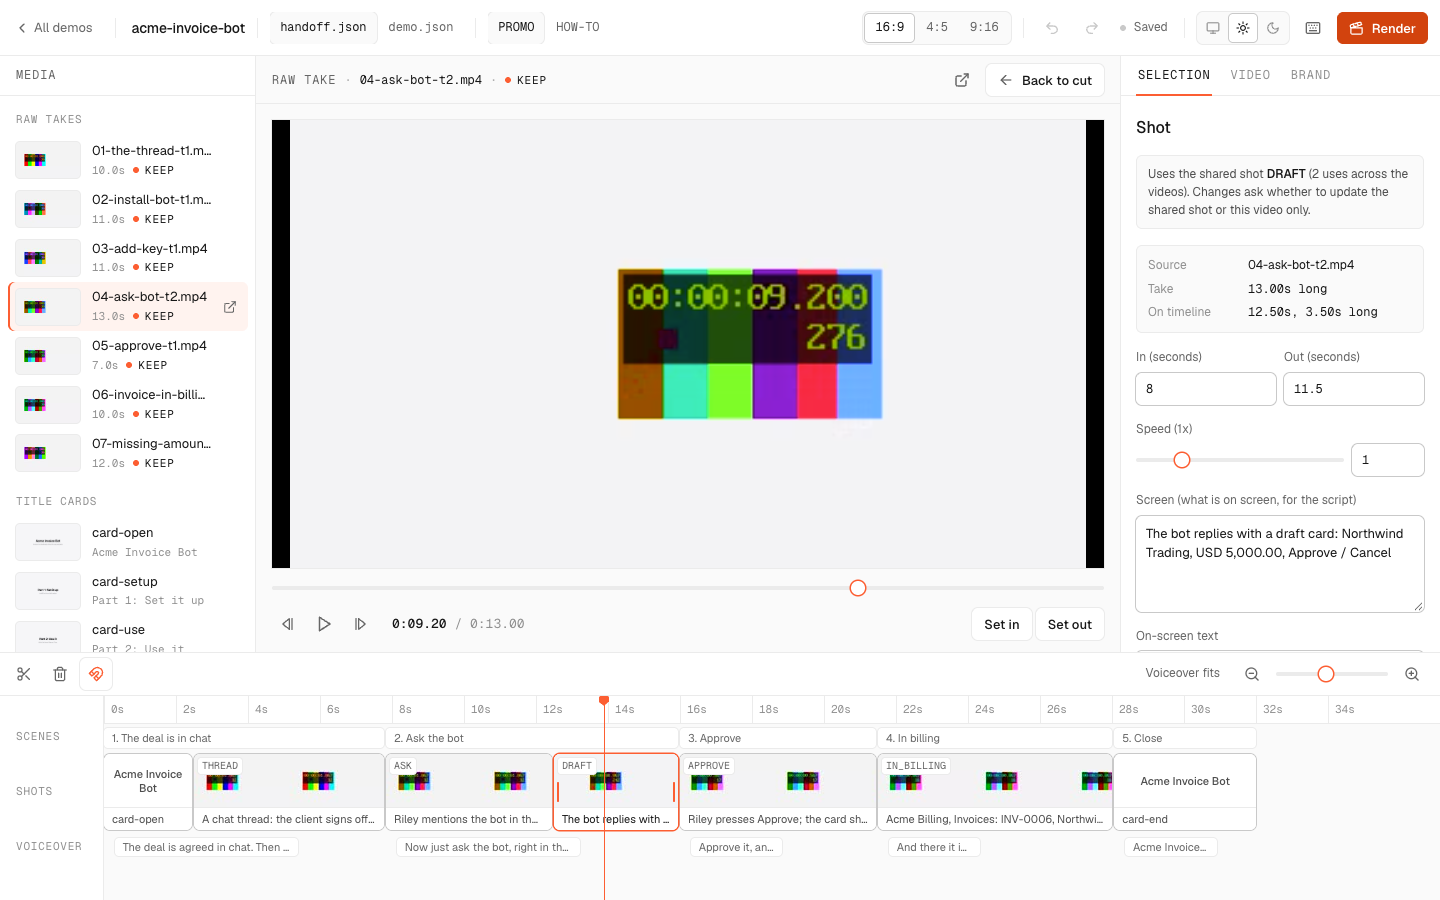 All demos
acme-invoice-bot
handoff.json
demo.json
PROMO
HOW-TO
16:9
4:5
9:16
Saved
Render
MEDIA
RAW TAKES
01-the-thread-t1.m…
10.0s KEEP
02-install-bot-t1.m…
11.0s KEEP
03-add-key-t1.mp4
11.0s KEEP
04-ask-bot-t2.mp4
13.0s KEEP
05-approve-t1.mp4
7.0s KEEP
06-invoice-in-billi…
10.0s KEEP
07-missing-amoun…
12.0s KEEP
TITLE CARDS
card-open
Acme Invoice Bot
card-setup
Part 1: Set it up
card-use
Part 2: Use it
RAW TAKE · 04-ask-bot-t2.mp4 · KEEP
Back to cut
00:00:09.200
276
0:09.20 / 0:13.00
Set in
Set out
SELECTION
VIDEO
BRAND
Shot
Uses the shared shot DRAFT (2 uses across the
videos). Changes ask whether to update the
shared shot or this video only.
Source 04-ask-bot-t2.mp4
Take 13.00s long
On timeline 12.50s, 3.50s long
In (seconds)
Out (seconds)
8
11.5
Speed (1x)
1
Screen (what is on screen, for the script)
The bot replies with a draft card: Northwind
Trading, USD 5,000.00, Approve / Cancel
On-screen text
Voiceover fits
0s 2s 4s 6s 8s 10s 12s 14s 16s 18s 20s 22s 24s 26s 28s 30s 32s 34s
SCENES
1. The deal is in chat
2. Ask the bot
3. Approve
4. In billing
5. Close
SHOTS
Acme Invoice
Bot
card-open
THREAD
A chat thread: the client signs off…
ASK
Riley mentions the bot in th…
DRAFT
The bot replies with …
APPROVE
Riley presses Approve; the card sh…
IN_BILLING
Acme Billing, Invoices: INV-0006, Northwi…
Acme Invoice Bot
card-end
VOICEOVER
The deal is agreed in chat. Then …
Now just ask the bot, right in th…
Approve it, an…
And there it i…
Acme Invoice…